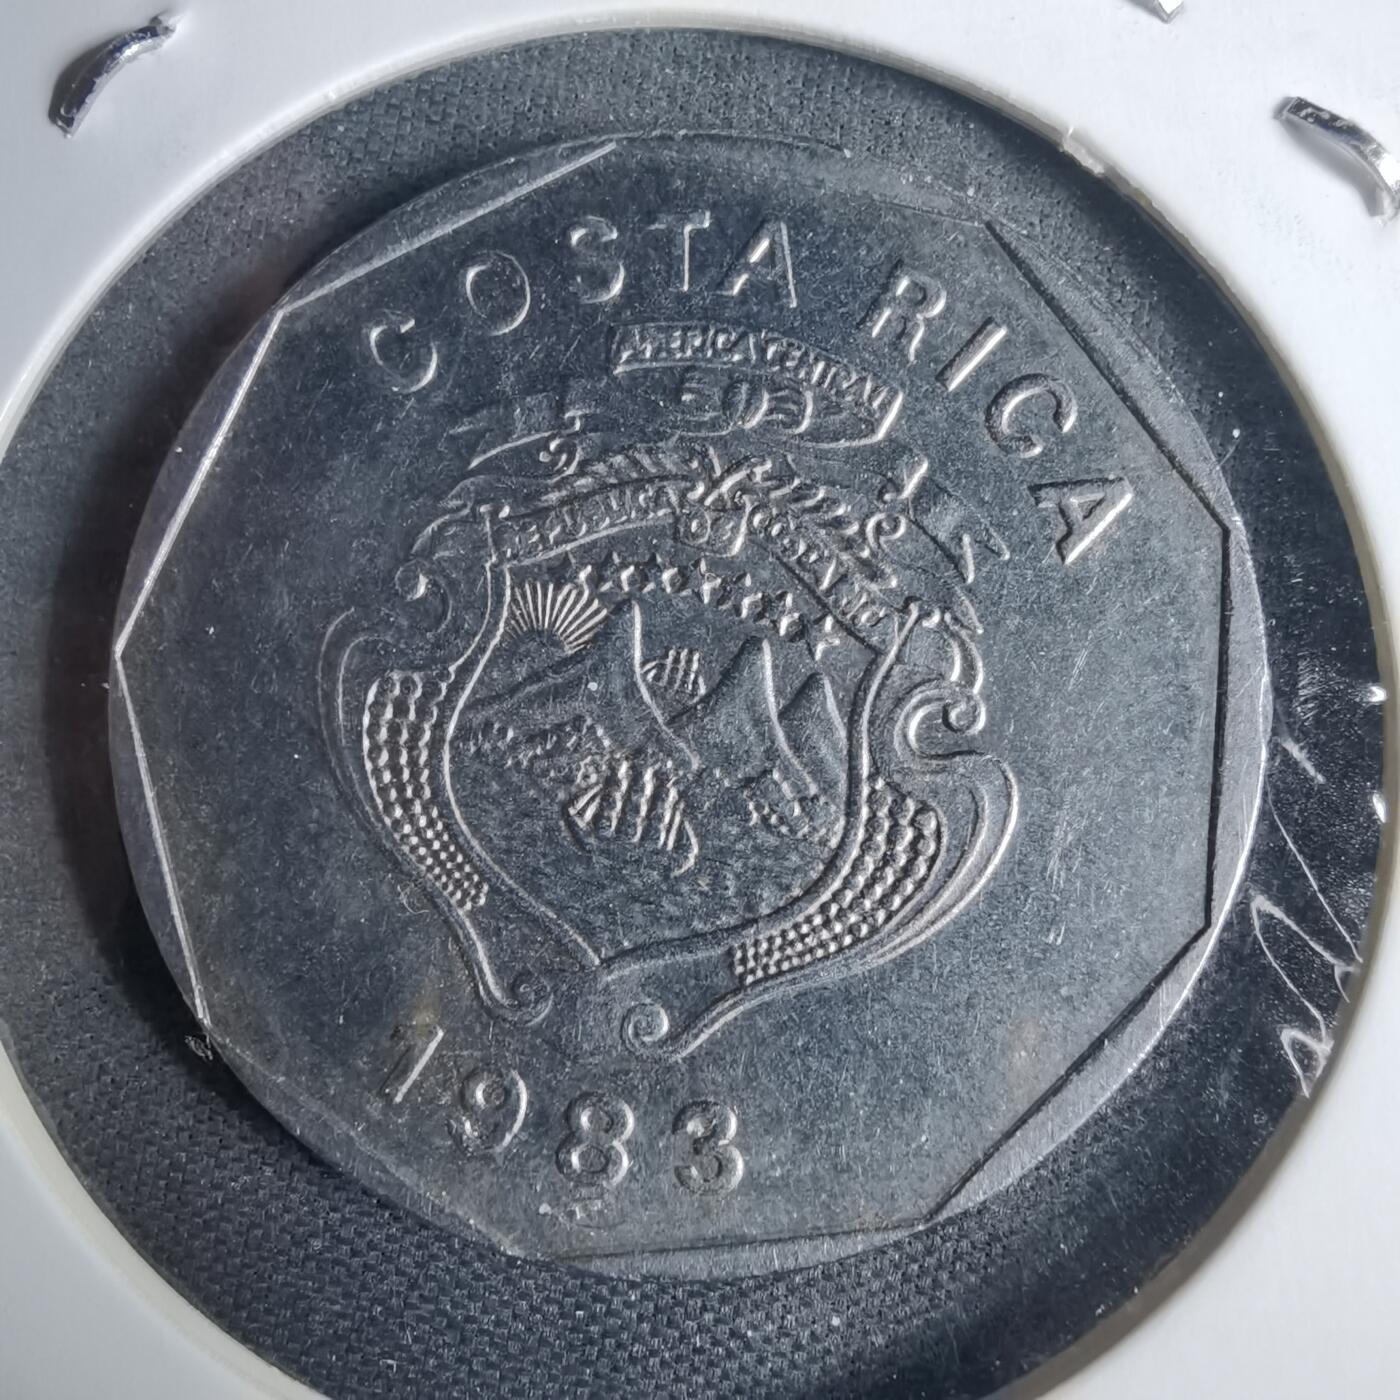 COSTA RICA
AMERICA CENTRAL
REPUBLICA DE COSTA RICA
1983